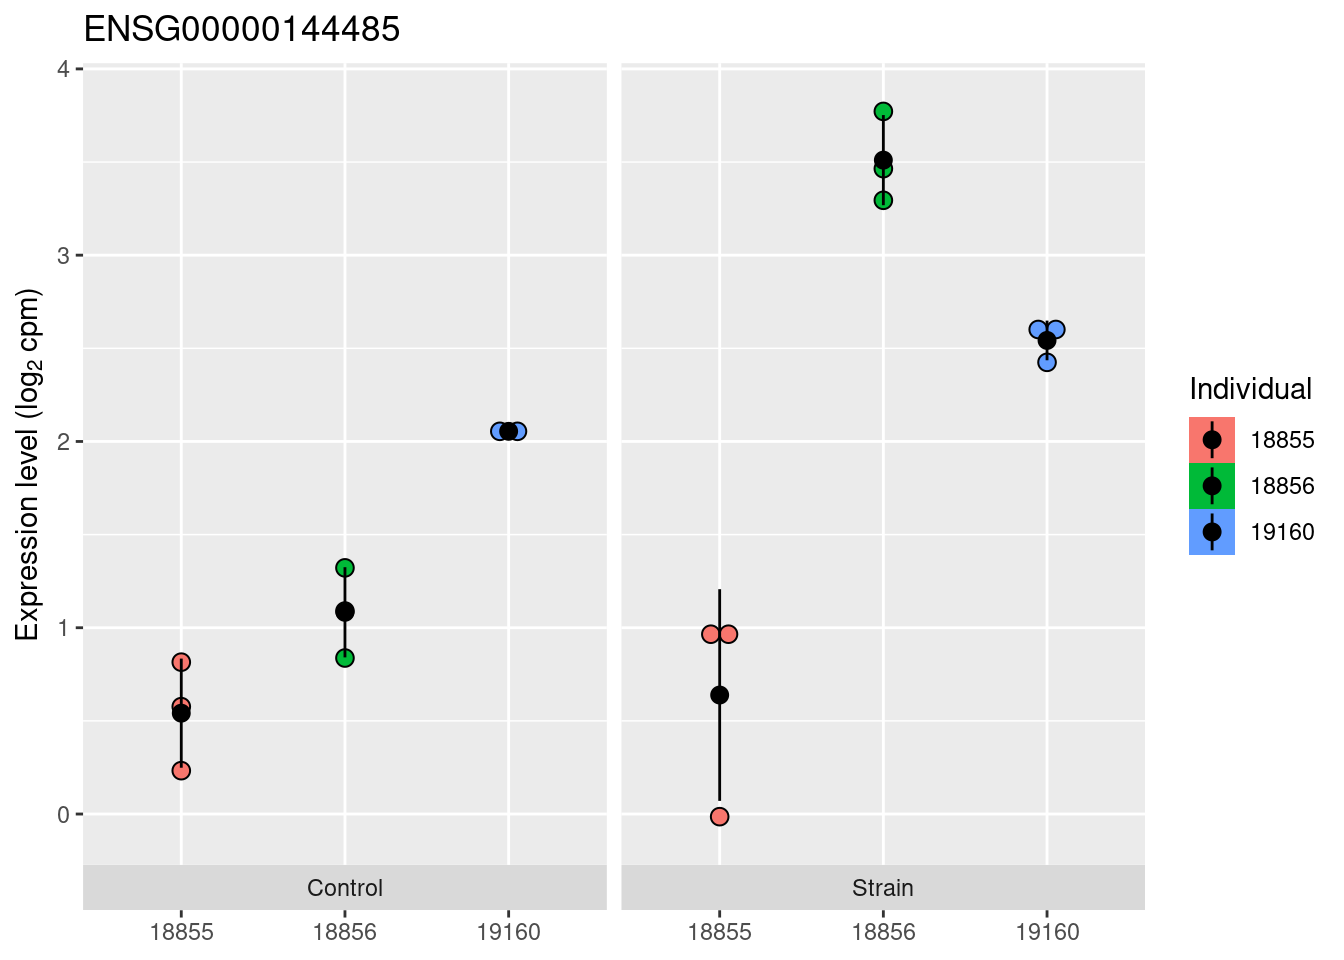 ENSG00000144485
Expression level (log₂ cpm)
4
3
2
1
0
Control
Strain
18855
18856
19160
18855
18856
19160
Individual
18855
18856
19160